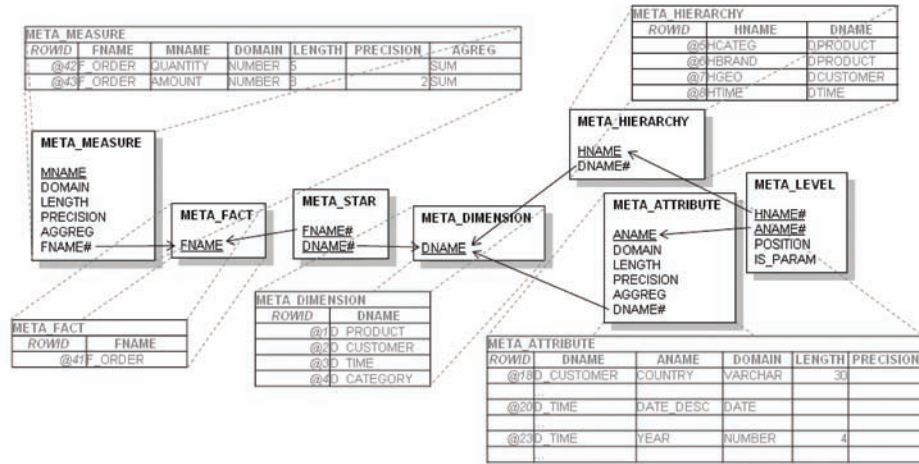 META_MEASURE
ROWID FNAME MNAME DOMAIN LENGTH PRECISION AGREG
@42 F_ORDER QUANTITY NUMBER 5 SUM
@43 F_ORDER AMOUNT NUMBER 8 2 SUM
META_HIERARCHY
ROWID HNAME DNAME
@5 HCATEG DPRODUCT
@6 HBRAND DPRODUCT
@7 HGEO DCUSTOMER
@8 HTIME DTIME
META_MEASURE
MNAME
DOMAIN
LENGTH
PRECISION
AGGREG
FNAME#
META_FACT
FNAME
META_STAR
FNAME#
DNAME#
META_DIMENSION
DNAME
META_HIERARCHY
HNAME
DNAME#
META_ATTRIBUTE
ANAME
DOMAIN
LENGTH
PRECISION
AGGREG
DNAME#
META_LEVEL
HNAME#
ANAME#
POSITION
IS_PARAM
META_FACT
ROWID FNAME
@41 F_ORDER
META_DIMENSION
ROWID DNAME
@1 D_PRODUCT
@2 D_CUSTOMER
@3 D_TIME
@4 D_CATEGORY
META_ATTRIBUTE
ROWID DNAME ANAME DOMAIN LENGTH PRECISION
@18 D_CUSTOMER COUNTRY VARCHAR 30
...
@20 D_TIME DATE_DESC DATE
...
@23 D_TIME YEAR NUMBER 4
...